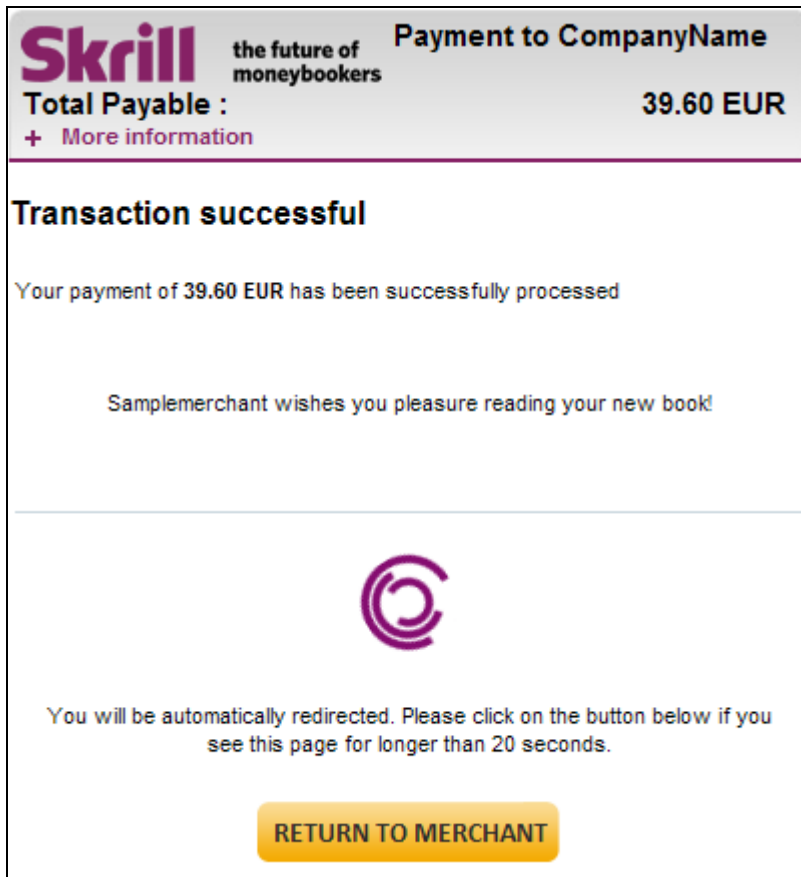 Skrill the future of moneybookers Payment to CompanyName
Total Payable : 39.60 EUR
+ More information
Transaction successful
Your payment of 39.60 EUR has been successfully processed
Samplemerchant wishes you pleasure reading your new book!
You will be automatically redirected. Please click on the button below if you
see this page for longer than 20 seconds.
RETURN TO MERCHANT